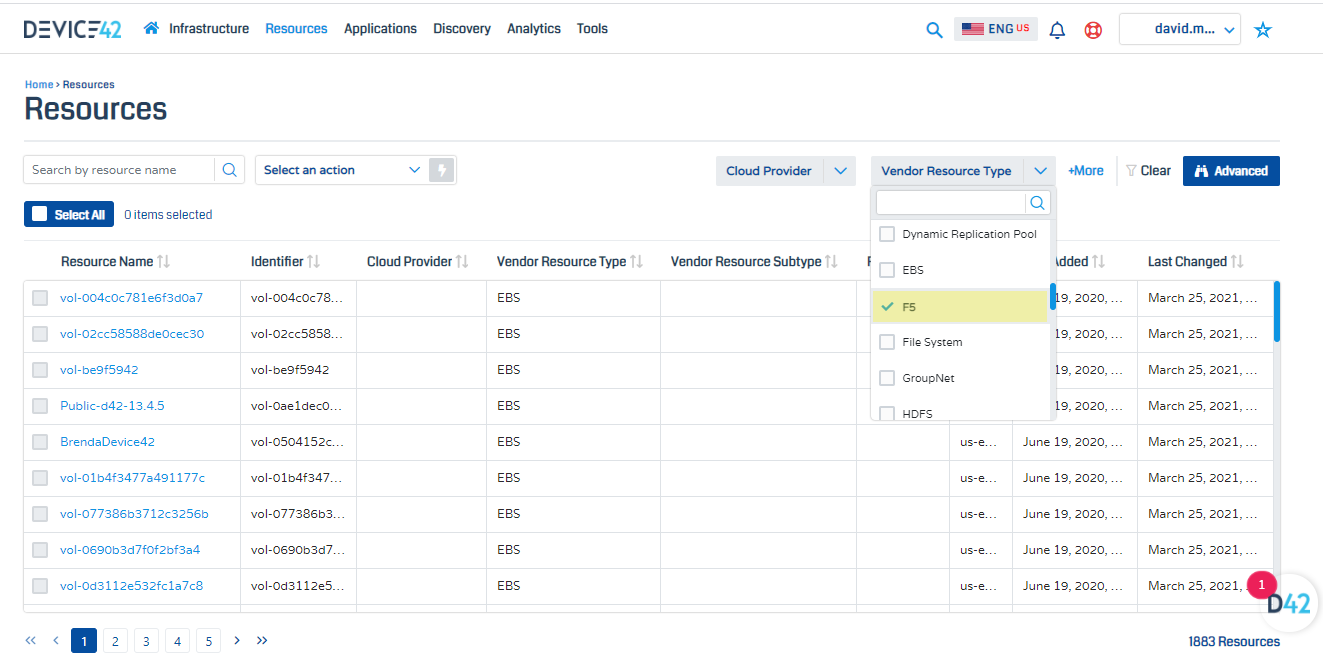 DEVICE42 Infrastructure Resources Applications Discovery Analytics Tools ENG US david.m...
Home › Resources
Resources
Search by resource name Select an action Cloud Provider Vendor Resource Type +More Clear Advanced
Select All 0 items selected
Dynamic Replication Pool
EBS
F5
File System
GroupNet
HDFS
Resource Name Identifier Cloud Provider Vendor Resource Type Vendor Resource Subtype Added Last Changed
vol-004c0c781e6f3d0a7 vol-004c0c78... EBS 19, 2020, ... March 25, 2021, ...
vol-02cc58588de0cec30 vol-02cc5858... EBS 19, 2020, ... March 25, 2021, ...
vol-be9f5942 vol-be9f5942 EBS 19, 2020, ... March 25, 2021, ...
Public-d42-13.4.5 vol-0ae1dec0... EBS 19, 2020, ... March 25, 2021, ...
BrendaDevice42 vol-0504152c... EBS us-e... June 19, 2020, ... March 25, 2021, ...
vol-01b4f3477a491177c vol-01b4f347... EBS us-e... June 19, 2020, ... March 25, 2021, ...
vol-077386b3712c3256b vol-077386b3... EBS us-e... June 19, 2020, ... March 25, 2021, ...
vol-0690b3d7f0f2bf3a4 vol-0690b3d7... EBS us-e... June 19, 2020, ... March 25, 2021, ...
vol-0d3112e532fc1a7c8 vol-0d3112e5... EBS us-e... June 19, 2020, ... March 25, 2021, ...
1
D42
« ‹ 1 2 3 4 5 › » 1883 Resources